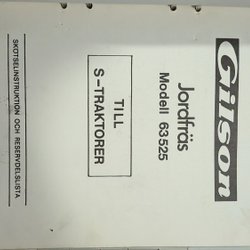 Gilson
Jordfräs
Modell 63525
TILL
S-TRAKTORER
SKÖTSELINSTRUKTION OCH RESERVDELSLISTA